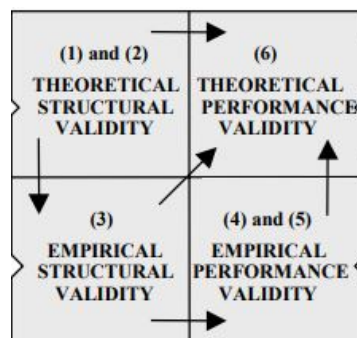 (1) and (2)
THEORETICAL
STRUCTURAL
VALIDITY
(6)
THEORETICAL
PERFORMANCE
VALIDITY
(3)
EMPIRICAL
STRUCTURAL
VALIDITY
(4) and (5)
EMPIRICAL
PERFORMANCE
VALIDITY